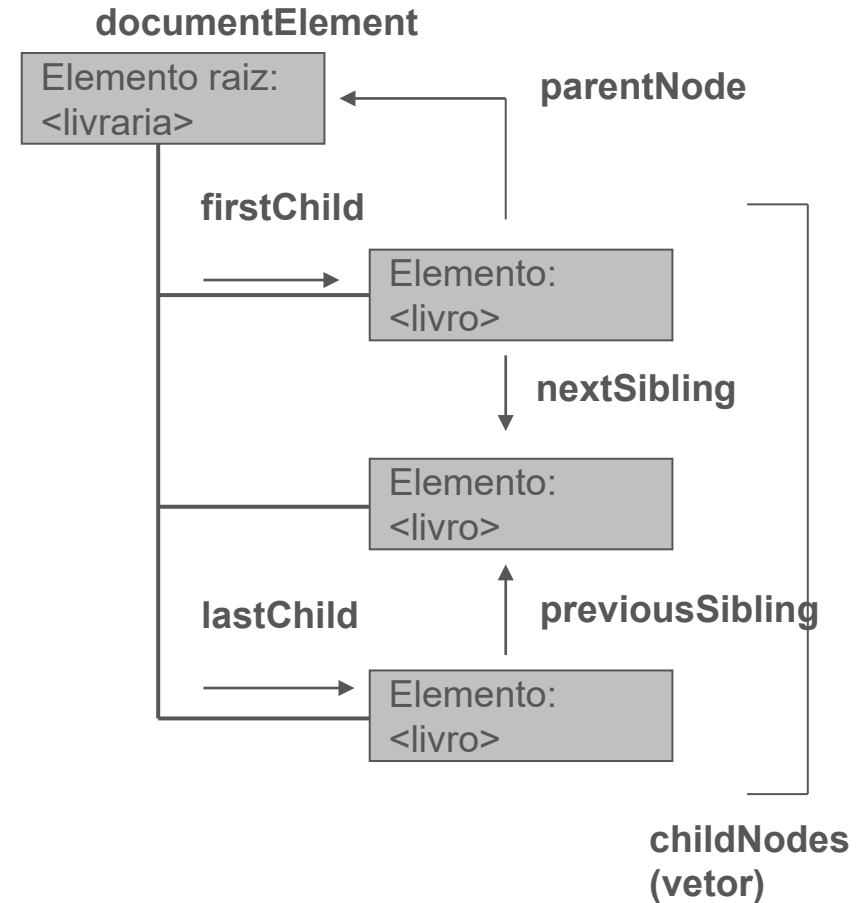 documentElement
Elemento raiz:
<livraria>
parentNode
firstChild
Elemento:
<livro>
nextSibling
Elemento:
<livro>
lastChild
previousSibling
Elemento:
<livro>
childNodes
(vetor)